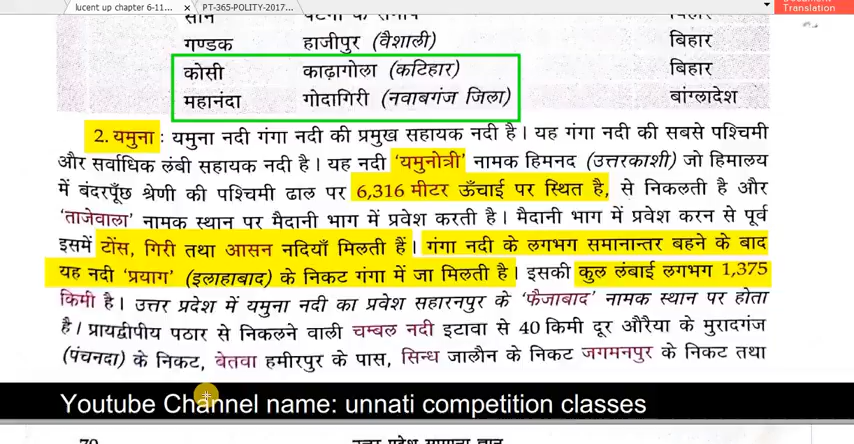 lucent up chapter 6-11... × PT-365-POLITY-2017... ×
Translation
सोन बिहार
गण्डक हाजीपुर (वैशाली) बिहार
कोसी काढ़ागोला (कटिहार) बिहार
महानंदा गोदागिरी (नवाबगंज जिला) बांग्लादेश
2. यमुना : यमुना नदी गंगा नदी की प्रमुख सहायक नदी है। यह गंगा नदी की सबसे पश्चिमी
और सर्वाधिक लंबी सहायक नदी है। यह नदी 'यमुनोत्री' नामक हिमनद (उत्तरकाशी) जो हिमालय
में बंदरपूँछ श्रेणी की पश्चिमी ढाल पर 6,316 मीटर ऊँचाई पर स्थित है, से निकलती है और
'ताजेवाला' नामक स्थान पर मैदानी भाग में प्रवेश करती है। मैदानी भाग में प्रवेश करन से पूर्व
इसमें टोंस, गिरी तथा आसन नदियाँ मिलती हैं। गंगा नदी के लगभग समानान्तर बहने के बाद
यह नदी 'प्रयाग' (इलाहाबाद) के निकट गंगा में जा मिलती है। इसकी कुल लंबाई लगभग 1,375
किमी है। उत्तर प्रदेश में यमुना नदी का प्रवेश सहारनपुर के 'फैजाबाद' नामक स्थान पर होता
है। प्रायद्वीपीय पठार से निकलने वाली चम्बल नदी इटावा से 40 किमी दूर औरैया के मुरादगंज
(पंचनदा) के निकट, बेतवा हमीरपुर के पास, सिन्ध जालौन के निकट जगमनपुर के निकट तथा
Youtube Channel name: unnati competition classes